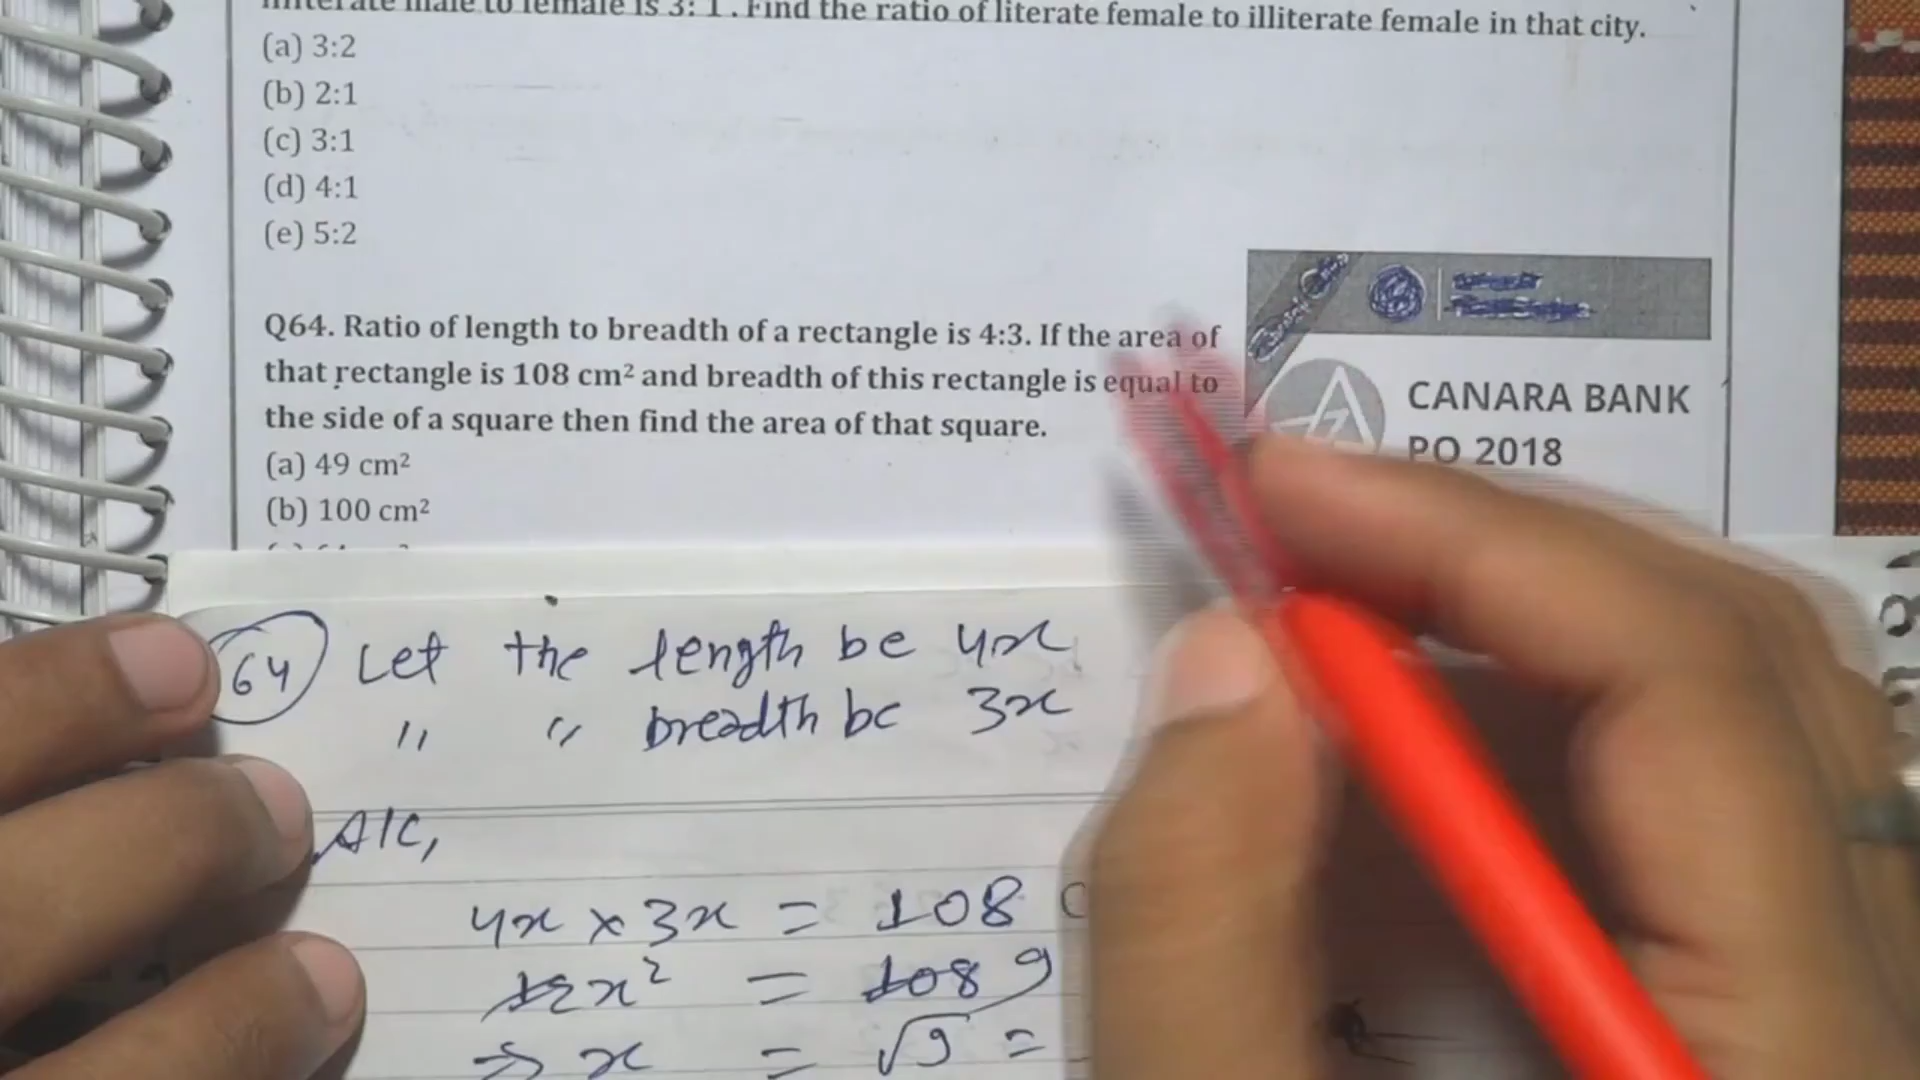 illiterate male to female is 3: 1. Find the ratio of literate female to illiterate female in that city.
(a) 3:2
(b) 2:1
(c) 3:1
(d) 4:1
(e) 5:2
Q64. Ratio of length to breadth of a rectangle is 4:3. If the area of
that rectangle is 108 cm² and breadth of this rectangle is equal to
the side of a square then find the area of that square.
(a) 49 cm²
(b) 100 cm²
CANARA BANK
PO 2018
64 Let the length be 4x
" " breadth be 3x
A/C,
4x × 3x = 108
12x² = 108 9
⇒ x = √9 =